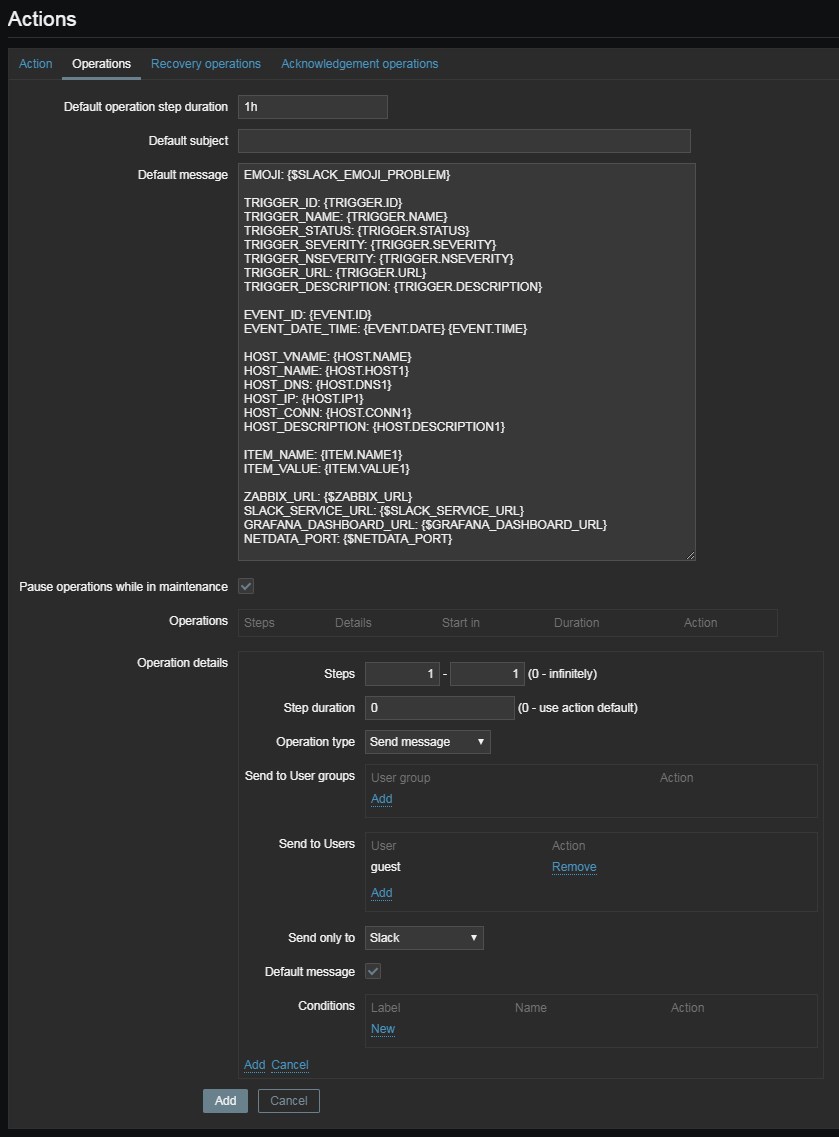 Actions
Action Operations Recovery operations Acknowledgement operations
Default operation step duration 1h
Default subject
Default message EMOJI: {$SLACK_EMOJI_PROBLEM}
TRIGGER_ID: {TRIGGER.ID}
TRIGGER_NAME: {TRIGGER.NAME}
TRIGGER_STATUS: {TRIGGER.STATUS}
TRIGGER_SEVERITY: {TRIGGER.SEVERITY}
TRIGGER_NSEVERITY: {TRIGGER.NSEVERITY}
TRIGGER_URL: {TRIGGER.URL}
TRIGGER_DESCRIPTION: {TRIGGER.DESCRIPTION}
EVENT_ID: {EVENT.ID}
EVENT_DATE_TIME: {EVENT.DATE} {EVENT.TIME}
HOST_VNAME: {HOST.NAME}
HOST_NAME: {HOST.HOST1}
HOST_DNS: {HOST.DNS1}
HOST_IP: {HOST.IP1}
HOST_CONN: {HOST.CONN1}
HOST_DESCRIPTION: {HOST.DESCRIPTION1}
ITEM_NAME: {ITEM.NAME1}
ITEM_VALUE: {ITEM.VALUE1}
ZABBIX_URL: {$ZABBIX_URL}
SLACK_SERVICE_URL: {$SLACK_SERVICE_URL}
GRAFANA_DASHBOARD_URL: {$GRAFANA_DASHBOARD_URL}
NETDATA_PORT: {$NETDATA_PORT}
Pause operations while in maintenance
Operations Steps Details Start in Duration Action
Operation details
Steps 1 - 1 (0 - infinitely)
Step duration 0 (0 - use action default)
Operation type Send message
Send to User groups User group Action
Add
Send to Users User Action
guest Remove
Add
Send only to Slack
Default message
Conditions Label Name Action
New
Add Cancel
Add Cancel